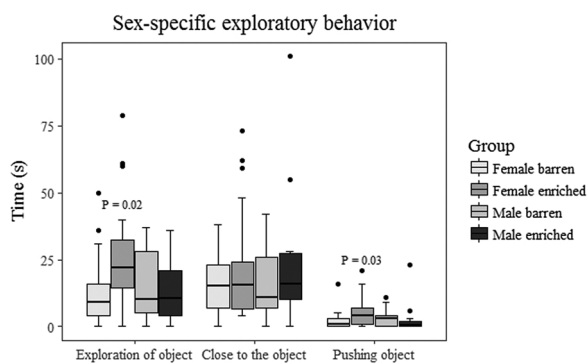 Sex-specific exploratory behavior
Time (s)
100
75
50
25
0
P = 0.02
P = 0.03
Exploration of object
Close to the object
Pushing object
Group
Female barren
Female enriched
Male barren
Male enriched